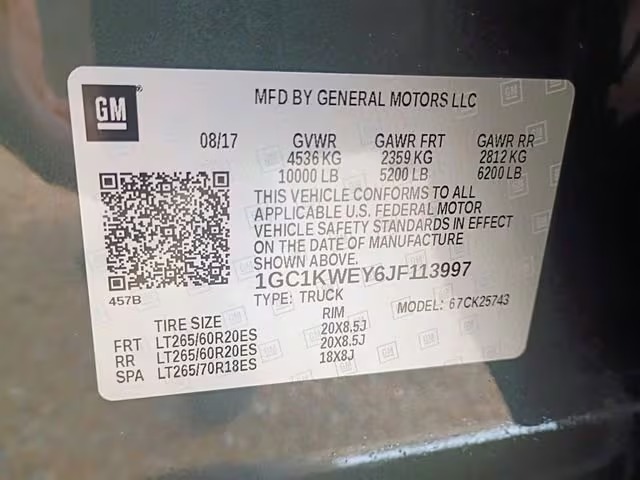 GM
MFD BY GENERAL MOTORS LLC
08/17 GVWR GAWR FRT GAWR RR
4536 KG 2359 KG 2812 KG
10000 LB 5200 LB 6200 LB
THIS VEHICLE CONFORMS TO ALL
APPLICABLE U.S. FEDERAL MOTOR
VEHICLE SAFETY STANDARDS IN EFFECT
ON THE DATE OF MANUFACTURE
SHOWN ABOVE.
1GC1KWEY6JF113997
457B
TYPE: TRUCK MODEL: 67CK25743
TIRE SIZE RIM
FRT LT265/60R20ES 20X8.5J
RR LT265/60R20ES 20X8.5J
SPA LT265/70R18ES 18X8J